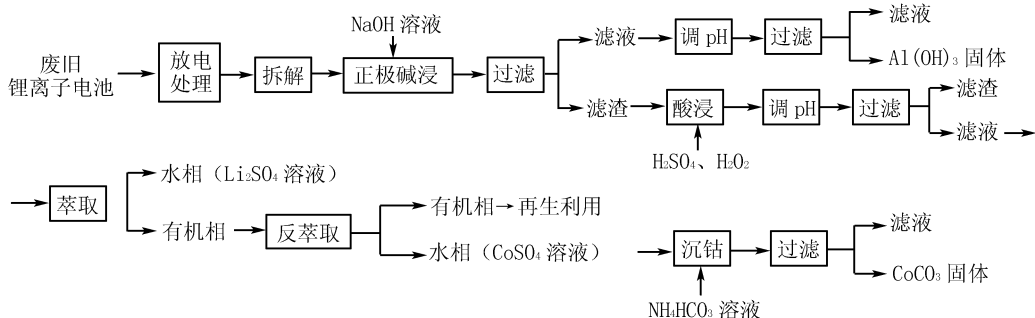 NaOH 溶液
废旧
锂离子电池
放电
处理
拆解
正极碱浸
过滤
滤液
调 pH
过滤
滤液
Al(OH)₃ 固体
滤渣
酸浸
调 pH
过滤
滤渣
滤液
H₂SO₄、H₂O₂
萃取
水相（Li₂SO₄ 溶液）
有机相
反萃取
有机相→再生利用
水相（CoSO₄ 溶液）
沉钴
过滤
滤液
CoCO₃ 固体
NH₄HCO₃ 溶液